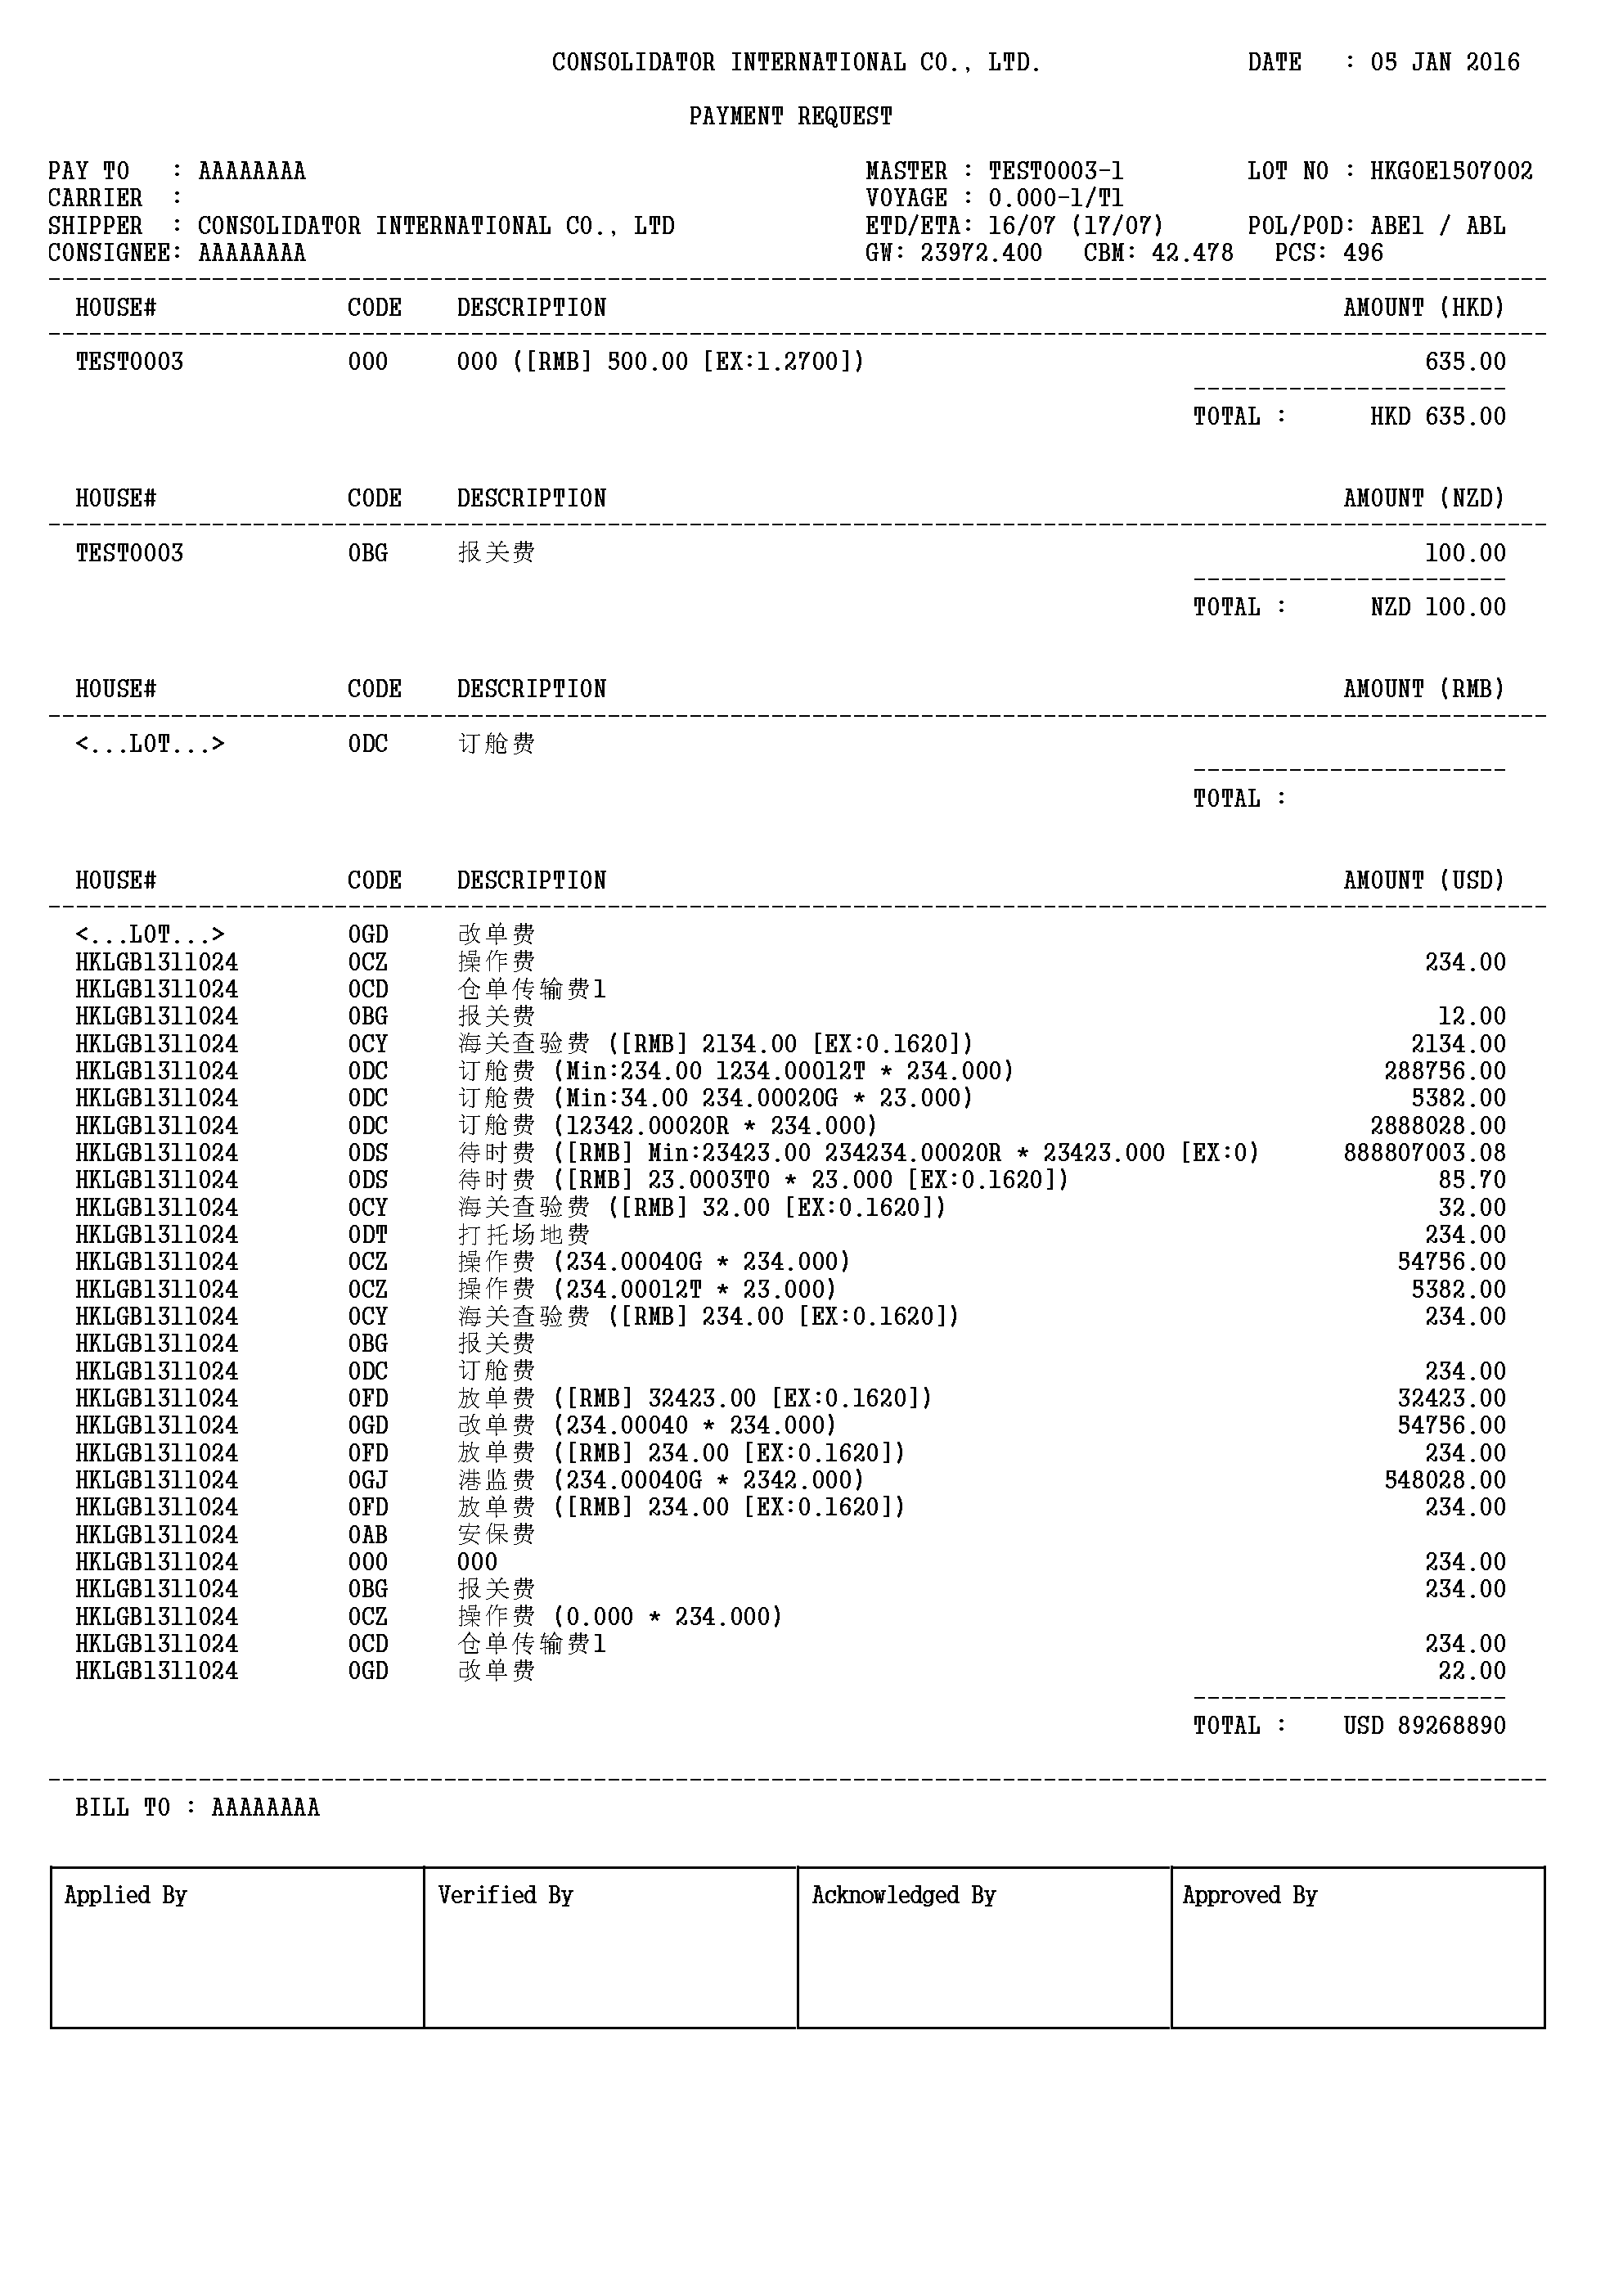 CONSOLIDATOR INTERNATIONAL CO., LTD. DATE : 05 JAN 2016
PAYMENT REQUEST
PAY TO : AAAAAAAA MASTER : TEST0003-1 LOT NO : HKGOE1507002
CARRIER : VOYAGE : 0.000-1/T1
SHIPPER : CONSOLIDATOR INTERNATIONAL CO., LTD ETD/ETA: 16/07 (17/07) POL/POD: ABE1 / ABL
CONSIGNEE: AAAAAAAA GW: 23972.400 CBM: 42.478 PCS: 496
HOUSE# CODE DESCRIPTION AMOUNT (HKD)
TEST0003 000 000 ([RMB] 500.00 [EX:1.2700]) 635.00
TOTAL : HKD 635.00
HOUSE# CODE DESCRIPTION AMOUNT (NZD)
TEST0003 OBG 报关费 100.00
TOTAL : NZD 100.00
HOUSE# CODE DESCRIPTION AMOUNT (RMB)
<...LOT...> ODC 订舱费
TOTAL :
HOUSE# CODE DESCRIPTION AMOUNT (USD)
<...LOT...> OGD 改单费
HKLGB1311024 OCZ 操作费 234.00
HKLGB1311024 OCD 仓单传输费1
HKLGB1311024 OBG 报关费 12.00
HKLGB1311024 OCY 海关查验费 ([RMB] 2134.00 [EX:0.1620]) 2134.00
HKLGB1311024 ODC 订舱费 (Min:234.00 1234.00012T * 234.000) 288756.00
HKLGB1311024 ODC 订舱费 (Min:34.00 234.00020G * 23.000) 5382.00
HKLGB1311024 ODC 订舱费 (12342.00020R * 234.000) 2888028.00
HKLGB1311024 ODS 待时费 ([RMB] Min:23423.00 234234.00020R * 23423.000 [EX:0) 888807003.08
HKLGB1311024 ODS 待时费 ([RMB] 23.0003TO * 23.000 [EX:0.1620]) 85.70
HKLGB1311024 OCY 海关查验费 ([RMB] 32.00 [EX:0.1620]) 32.00
HKLGB1311024 ODT 打托场地费 234.00
HKLGB1311024 OCZ 操作费 (234.00040G * 234.000) 54756.00
HKLGB1311024 OCZ 操作费 (234.00012T * 23.000) 5382.00
HKLGB1311024 OCY 海关查验费 ([RMB] 234.00 [EX:0.1620]) 234.00
HKLGB1311024 OBG 报关费
HKLGB1311024 ODC 订舱费 234.00
HKLGB1311024 OFD 放单费 ([RMB] 32423.00 [EX:0.1620]) 32423.00
HKLGB1311024 OGD 改单费 (234.00040 * 234.000) 54756.00
HKLGB1311024 OFD 放单费 ([RMB] 234.00 [EX:0.1620]) 234.00
HKLGB1311024 OGJ 港监费 (234.00040G * 2342.000) 548028.00
HKLGB1311024 OFD 放单费 ([RMB] 234.00 [EX:0.1620]) 234.00
HKLGB1311024 OAB 安保费
HKLGB1311024 000 000 234.00
HKLGB1311024 OBG 报关费 234.00
HKLGB1311024 OCZ 操作费 (0.000 * 234.000)
HKLGB1311024 OCD 仓单传输费1 234.00
HKLGB1311024 OGD 改单费 22.00
TOTAL : USD 89268890
BILL TO : AAAAAAAA
Applied By Verified By Acknowledged By Approved By